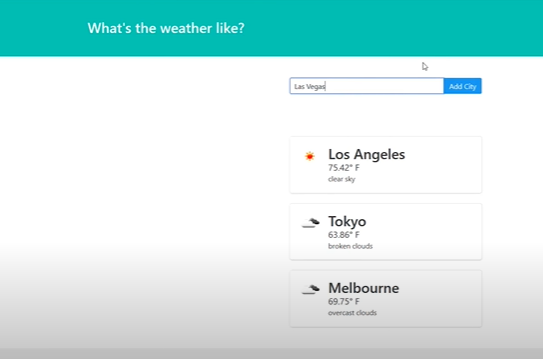 What's the weather like?
Las Vegas
Add City
Los Angeles
75.42° F
clear sky
Tokyo
63.86° F
broken clouds
Melbourne
69.75° F
overcast clouds